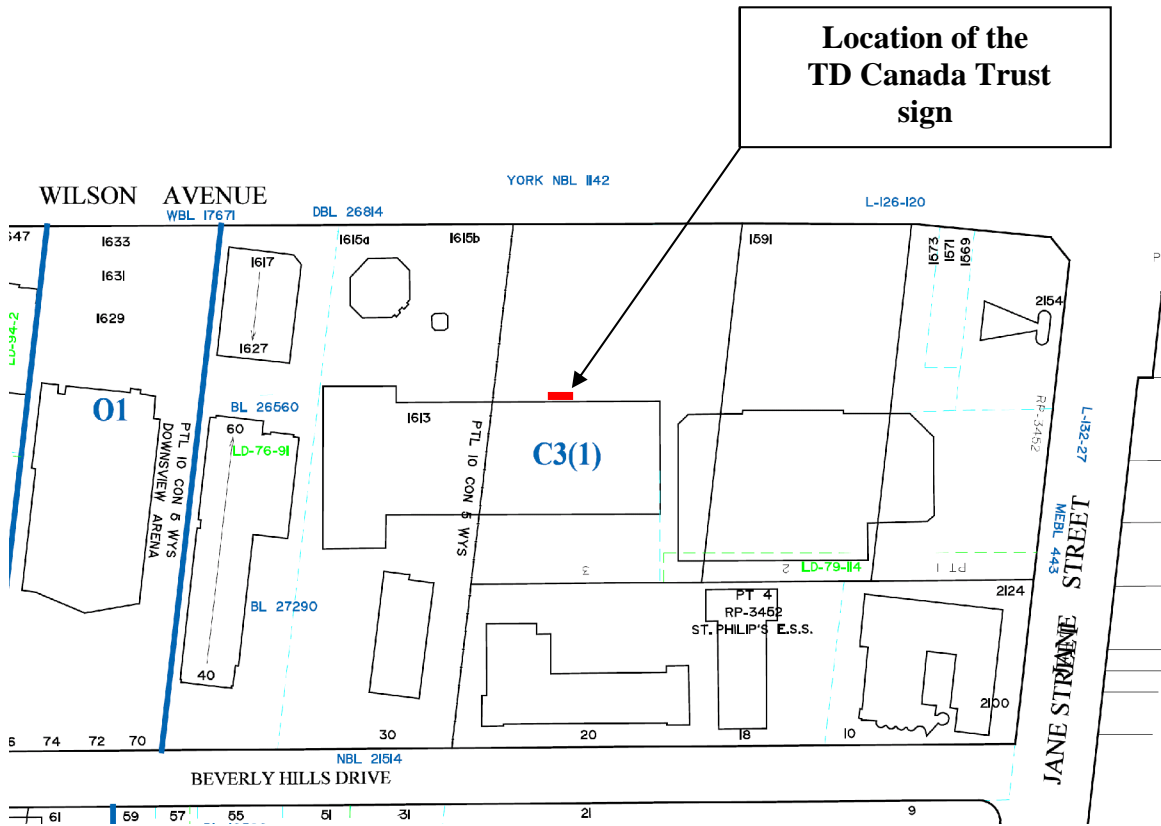 Location of the
TD Canada Trust
sign
YORK NBL 1142
WILSON AVENUE
WBL 17671
DBL 26814
L-126-120
647
1633
1631
1629
1617
1627
1615a
1615b
1591
1573
1571
1569
2154
LD-94-2
O1
BL 26560
60
LD-76-91
PTL 10 CON 5 WYS
DOWNSVIEW ARENA
1613
PTL 10 CON 5 WYS
C3(1)
RP-3452
L-132-27
MEBL 443
JANE STREET
3
2
LD-79-114
PT 1
2124
BL 27290
PT 4
RP-3452
ST. PHILIP'S E.S.S.
40
2100
JANE STREET
74
72
70
30
20
18
10
NBL 21514
BEVERLY HILLS DRIVE
61
59
57
55
51
31
21
9